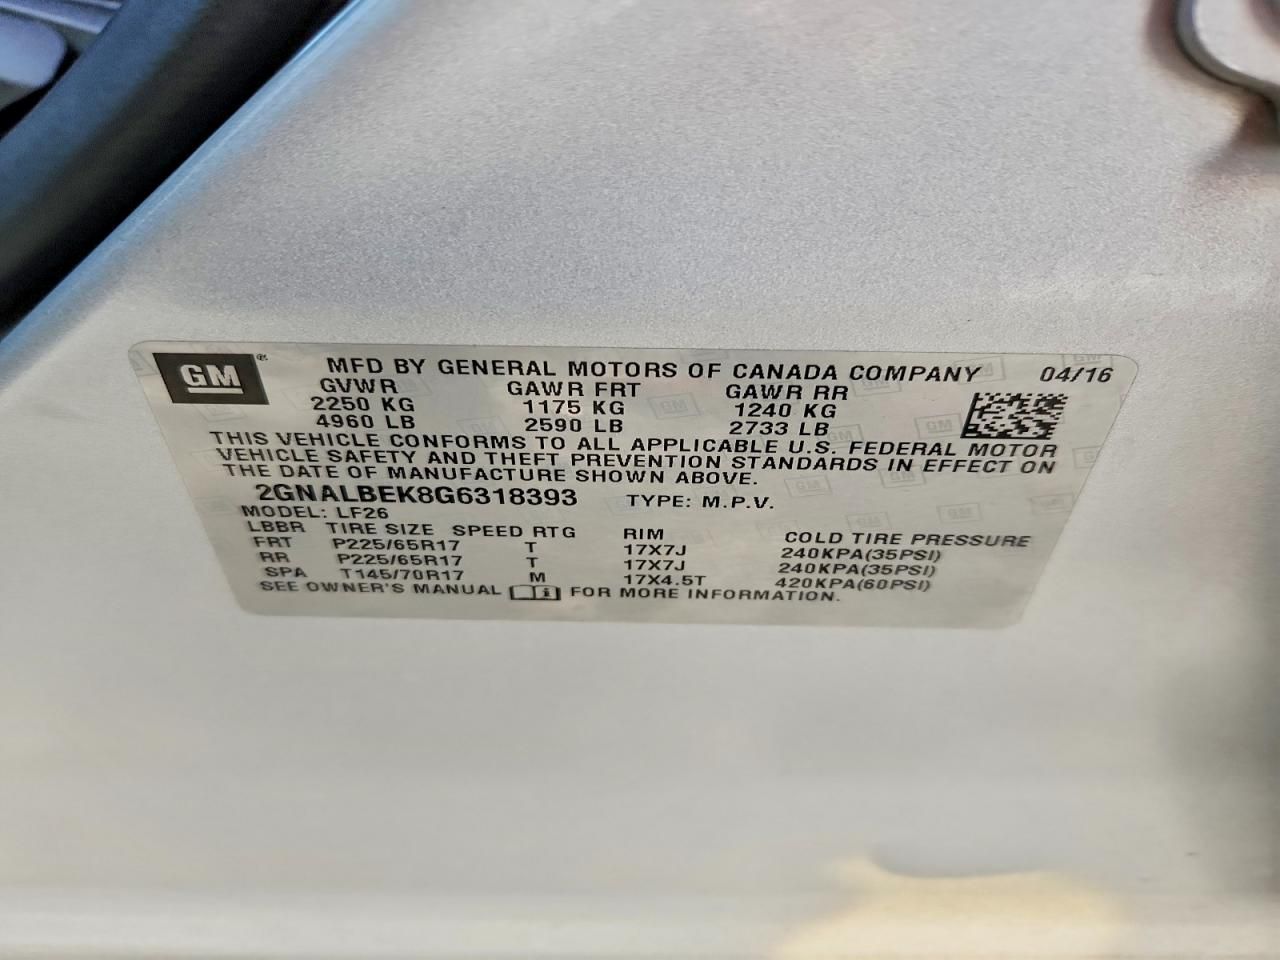 GM ® MFD BY GENERAL MOTORS OF CANADA COMPANY 04/16
GVWR GAWR FRT GAWR RR
2250 KG 1175 KG 1240 KG
4960 LB 2590 LB 2733 LB
THIS VEHICLE CONFORMS TO ALL APPLICABLE U.S. FEDERAL MOTOR
VEHICLE SAFETY AND THEFT PREVENTION STANDARDS IN EFFECT ON
THE DATE OF MANUFACTURE SHOWN ABOVE.
2GNALBEK8G6318393 TYPE: M.P.V.
MODEL: LF26
LBBR TIRE SIZE SPEED RTG RIM COLD TIRE PRESSURE
FRT P225/65R17 T 17X7J 240KPA(35PSI)
RR P225/65R17 T 17X7J 240KPA(35PSI)
SPA T145/70R17 M 17X4.5T 420KPA(60PSI)
SEE OWNER'S MANUAL FOR MORE INFORMATION.